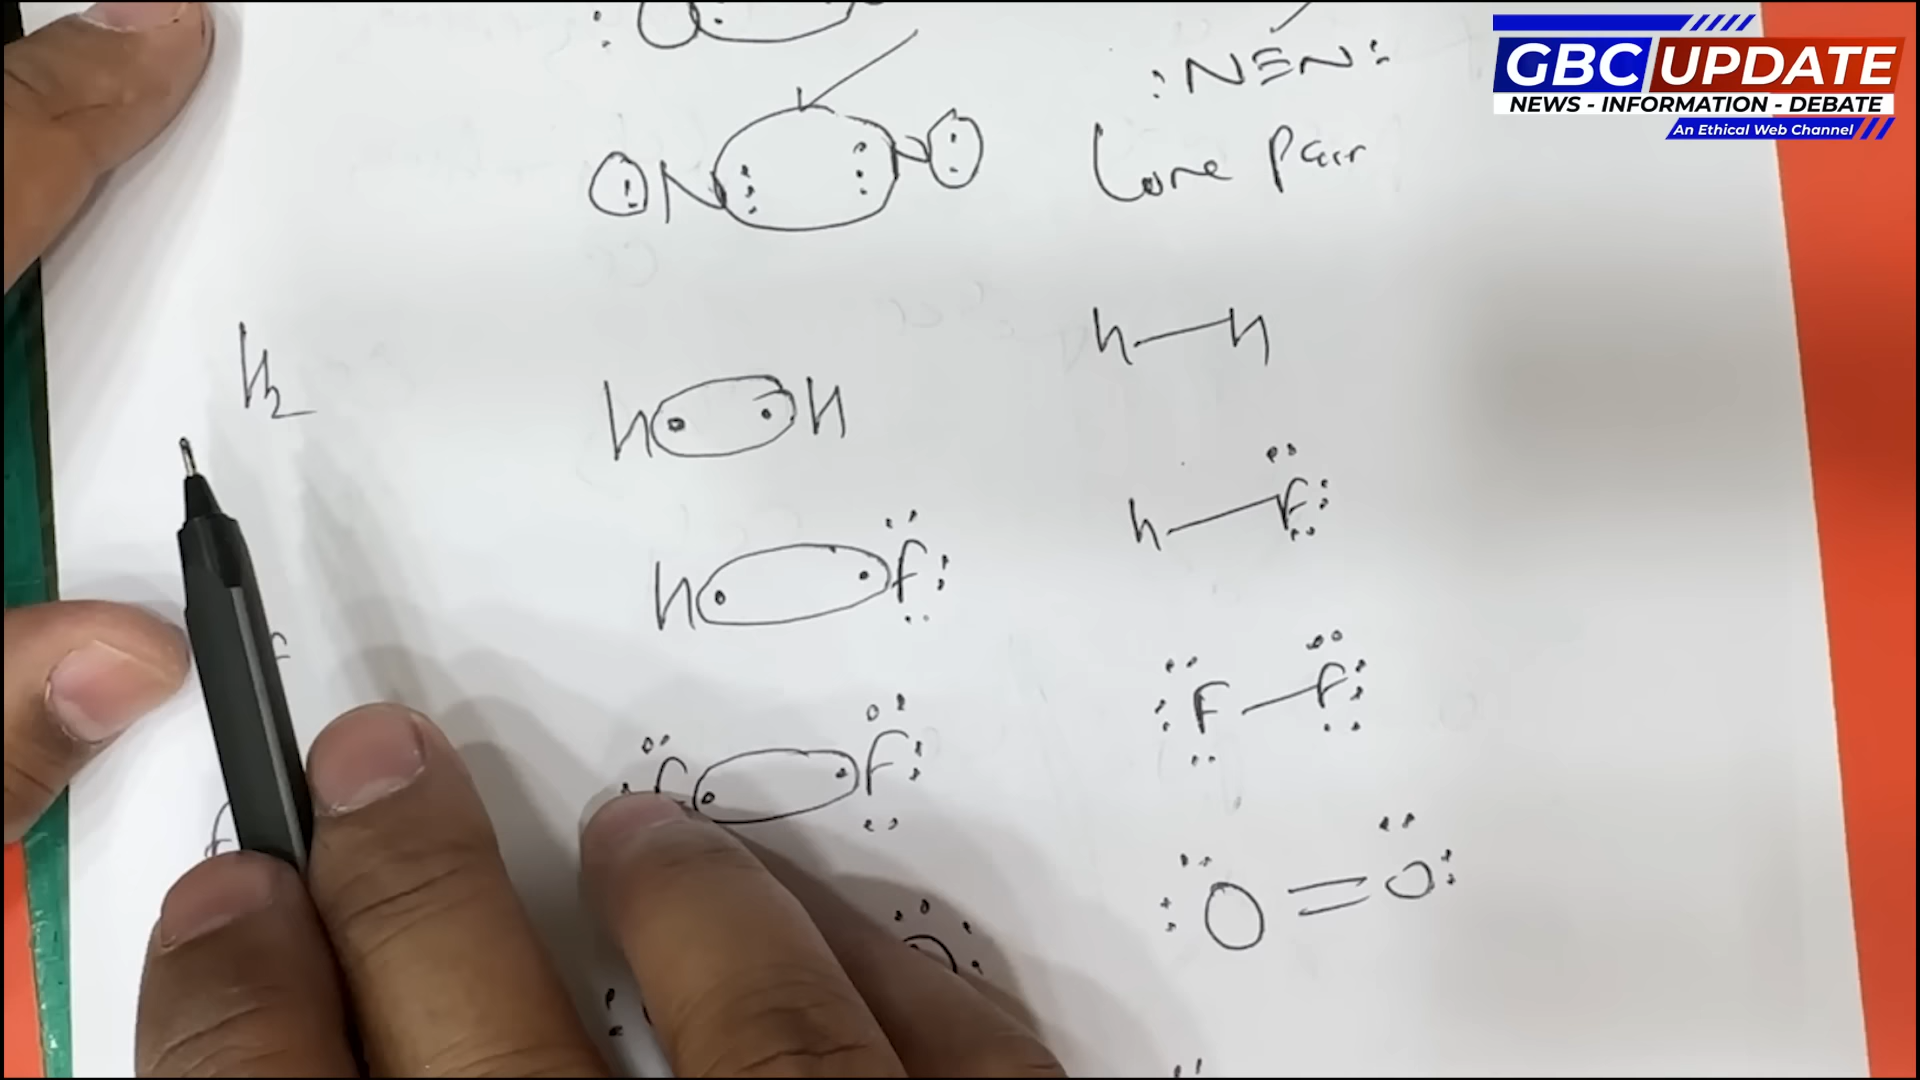 GBC UPDATE
NEWS - INFORMATION - DEBATE
An Ethical Web Channel
:N≡N:
N N
Lone Pair
h2
h h
h—h
h f
h—f
f f
F—f
O=O